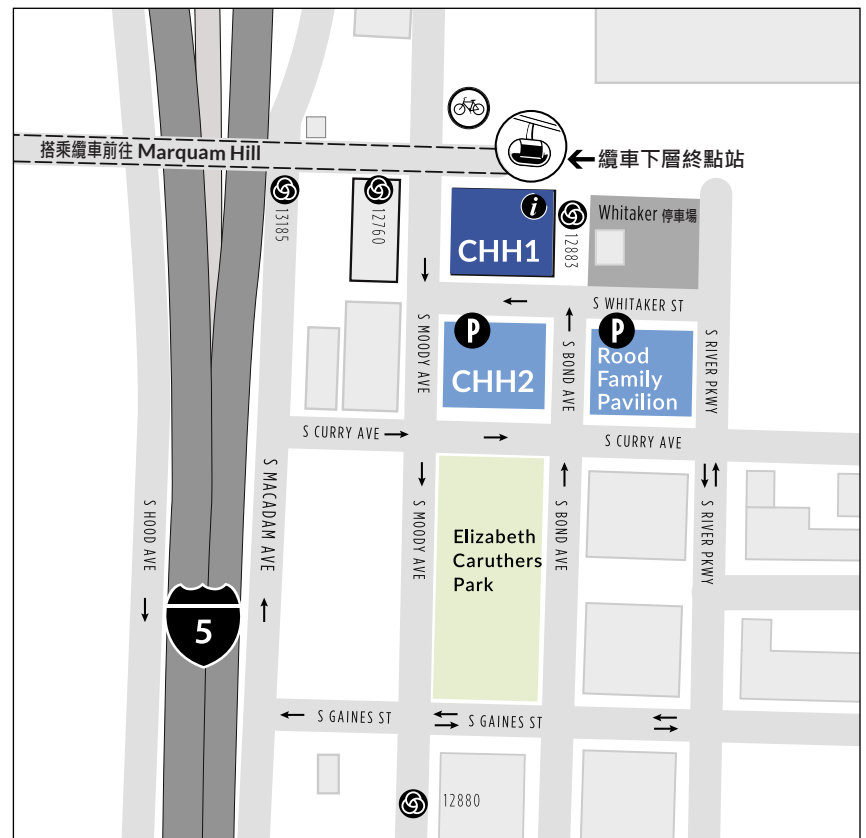 搭乘纜車前往 Marquam Hill
纜車下層終點站
13185
12760
i
CHH1
12883
Whitaker 停車場
S WHITAKER ST
S MOODY AVE
P
CHH2
S BOND AVE
P
Rood
Family
Pavilion
S RIVER PKWY
S CURRY AVE
S CURRY AVE
S HOOD AVE
S MACADAM AVE
S MOODY AVE
Elizabeth
Caruthers
Park
S BOND AVE
S RIVER PKWY
5
S GAINES ST
S GAINES ST
12880